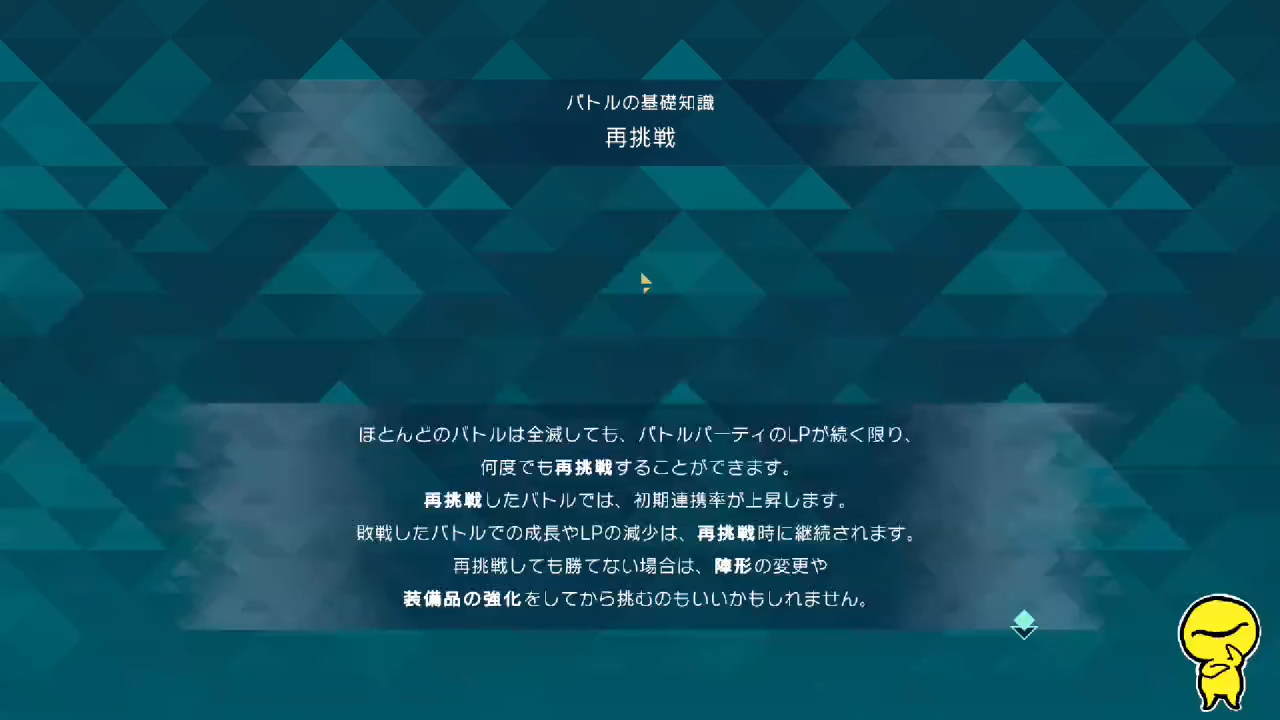 バトルの基礎知識
再挑戦
ほとんどのバトルは全滅しても、バトルパーティのLPが続く限り、
何度でも再挑戦することができます。
再挑戦したバトルでは、初期連携率が上昇します。
敗戦したバトルでの成長やLPの減少は、再挑戦時に継続されます。
再挑戦しても勝てない場合は、陣形の変更や
装備品の強化をしてから挑むのもいいかもしれません。